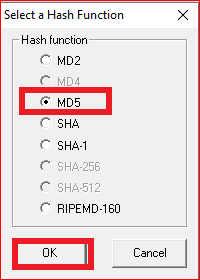 Select a Hash Function
Hash function
MD2
MD4
MD5
SHA
SHA-1
SHA-256
SHA-512
RIPEMD-160
OK
Cancel